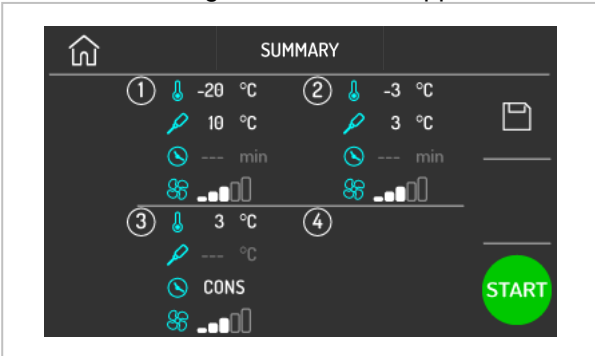 SUMMARY
1 -20 °C 2 -3 °C
10 °C 3 °C
--- min --- min
3 3 °C 4
--- °C
CONS
START